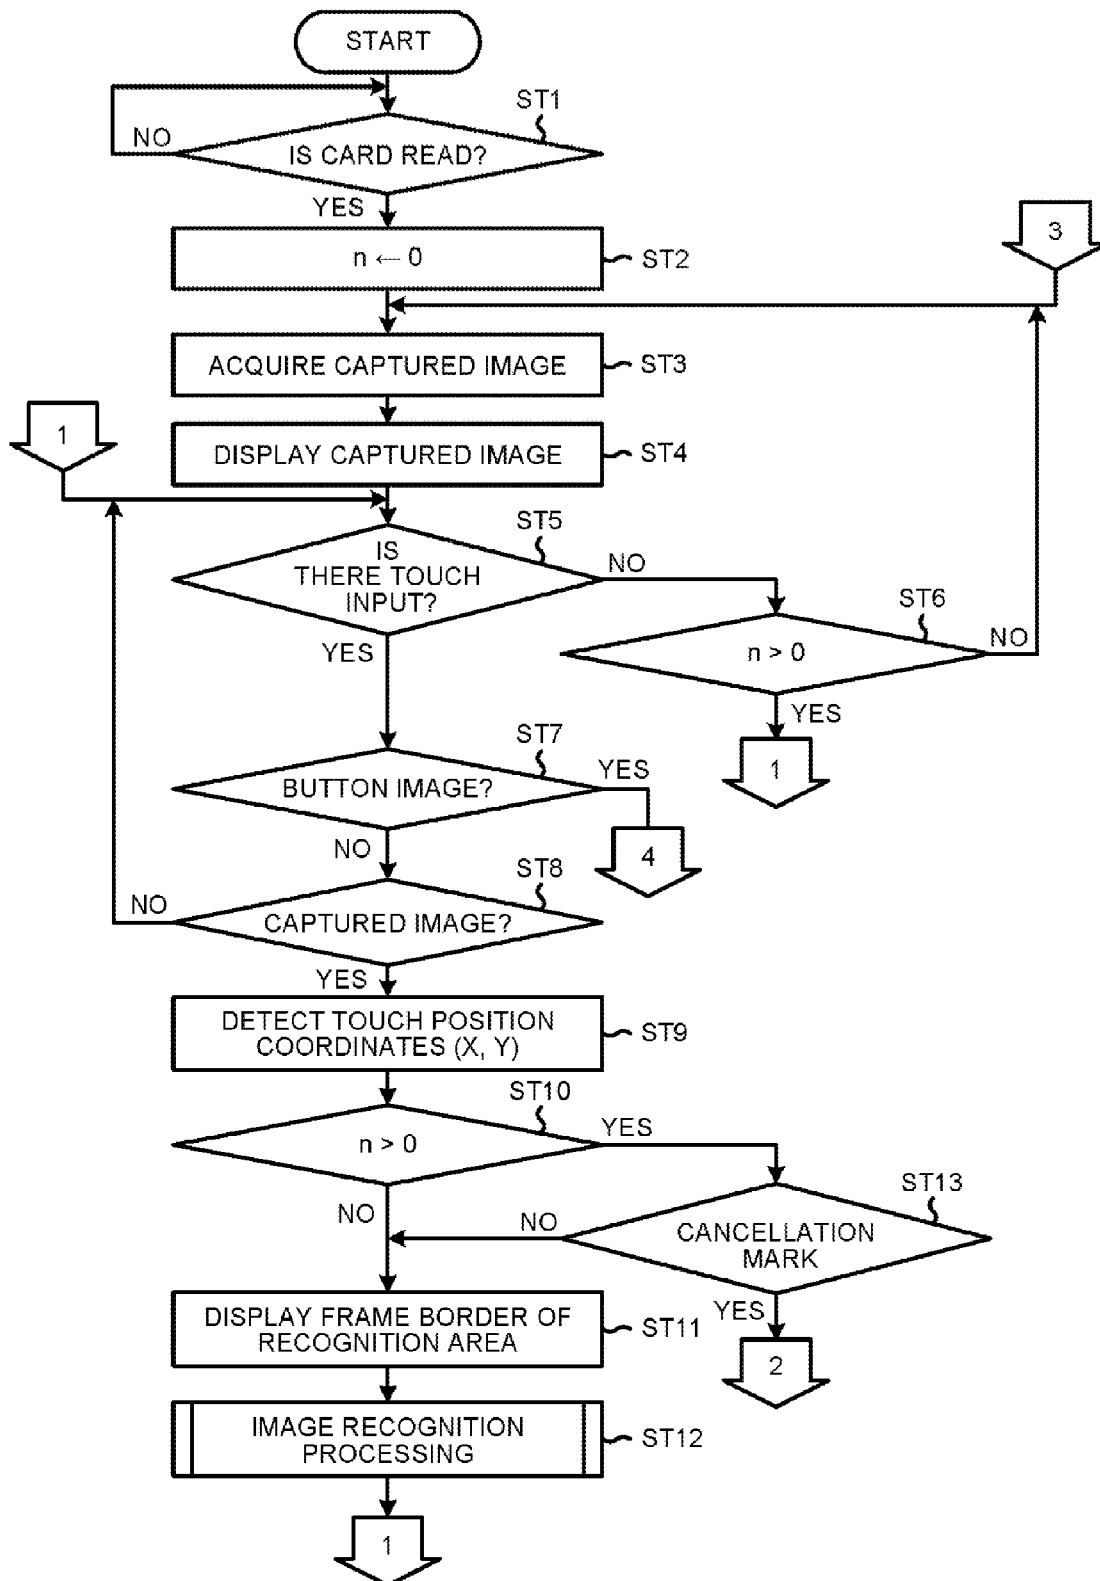 START
ST1
NO
IS CARD READ?
YES
3
n ← 0
ST2
ACQUIRE CAPTURED IMAGE
ST3
1
DISPLAY CAPTURED IMAGE
ST4
ST5
IS
THERE TOUCH
INPUT?
NO
ST6
YES
n > 0
NO
YES
ST7
BUTTON IMAGE?
YES
1
NO
4
ST8
NO
CAPTURED IMAGE?
YES
DETECT TOUCH POSITION
COORDINATES (X, Y)
ST9
ST10
YES
n > 0
ST13
NO
NO
CANCELLATION
MARK
YES
DISPLAY FRAME BORDER OF
RECOGNITION AREA
ST11
2
IMAGE RECOGNITION
PROCESSING
ST12
1